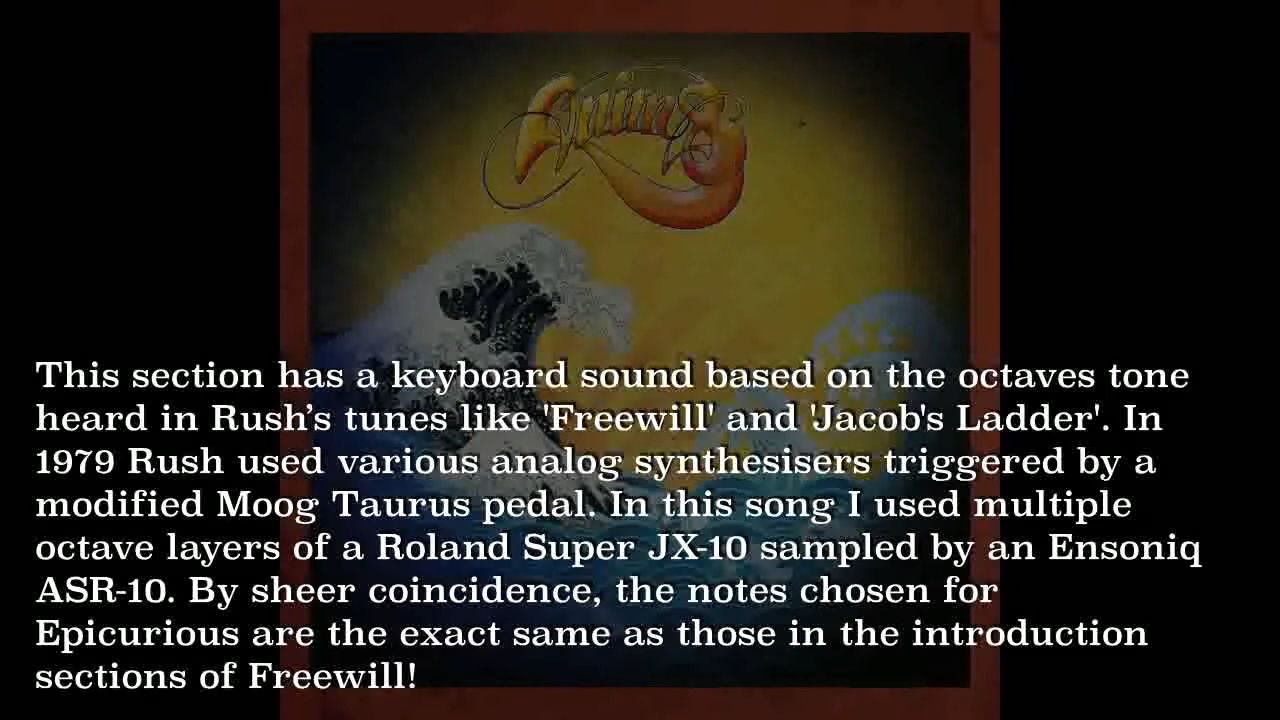 This section has a keyboard sound based on the octaves tone
heard in Rush’s tunes like 'Freewill' and 'Jacob's Ladder'. In
1979 Rush used various analog synthesisers triggered by a
modified Moog Taurus pedal. In this song I used multiple
octave layers of a Roland Super JX-10 sampled by an Ensoniq
ASR-10. By sheer coincidence, the notes chosen for
Epicurious are the exact same as those in the introduction
sections of Freewill!